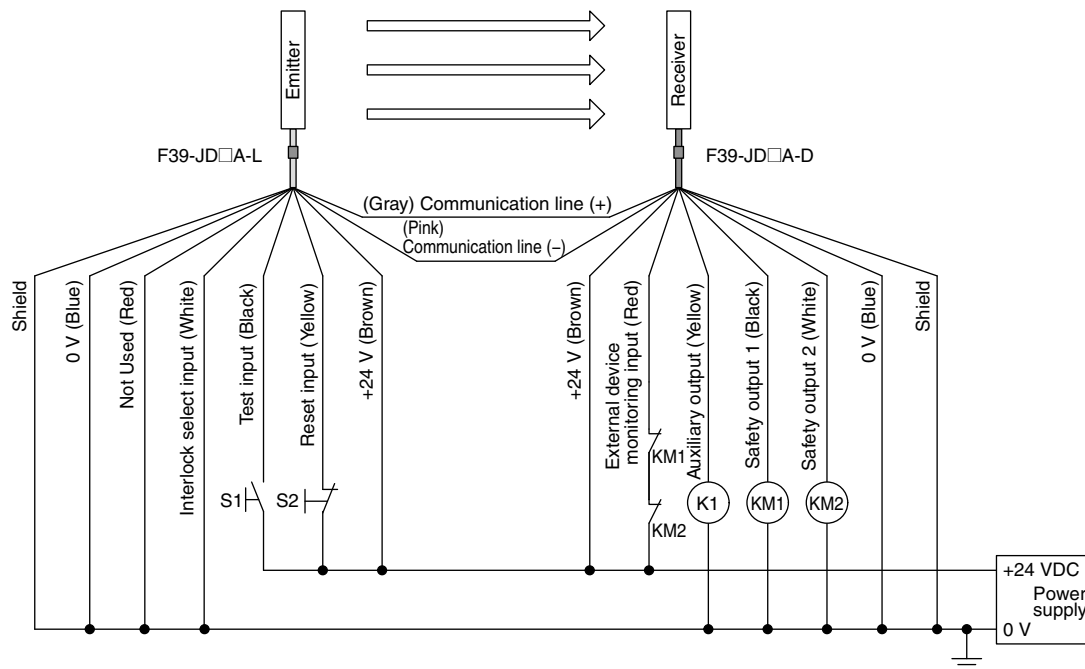 Emitter
Receiver
F39-JD□A-L
F39-JD□A-D
(Gray) Communication line (+)
(Pink)
Communication line (−)
Shield
0 V (Blue)
Not Used (Red)
Interlock select input (White)
Test input (Black)
Reset input (Yellow)
+24 V (Brown)
+24 V (Brown)
External device
monitoring input (Red)
Auxiliary output (Yellow)
Safety output 1 (Black)
Safety output 2 (White)
0 V (Blue)
Shield
S1
S2
KM1
KM2
K1
KM1
KM2
+24 VDC
Power
supply
0 V